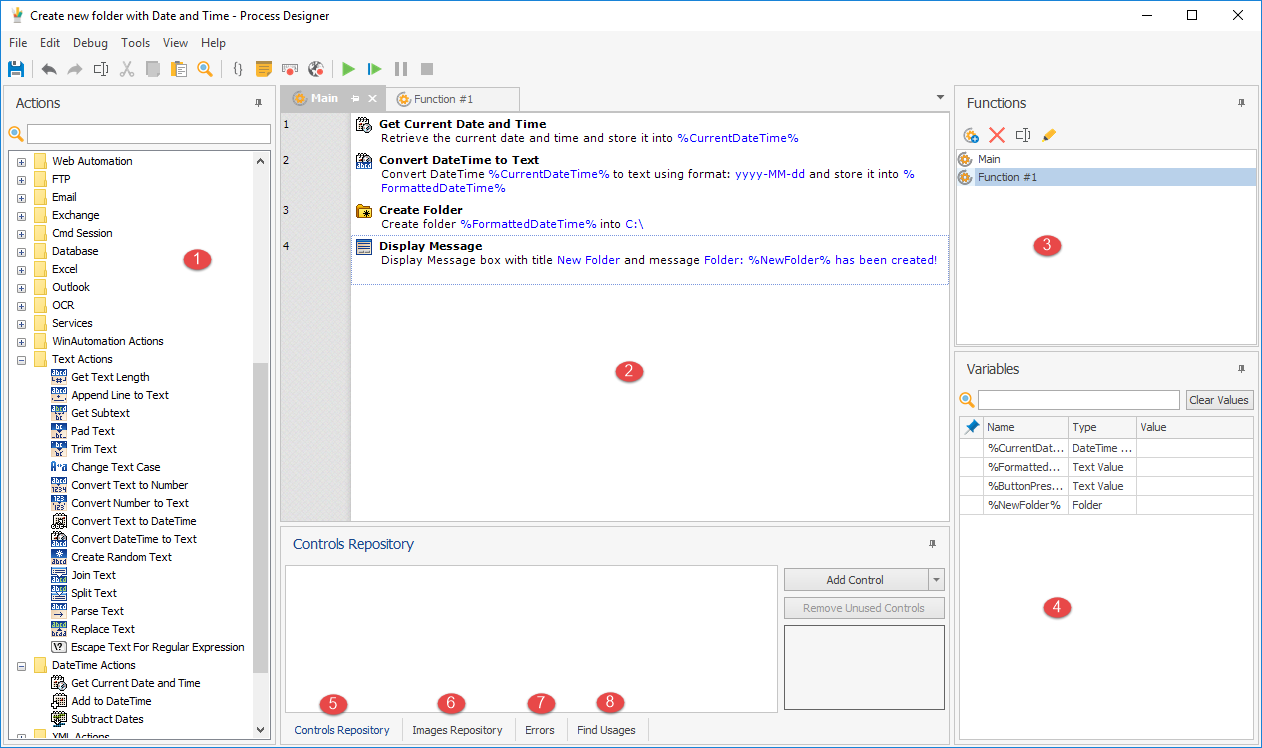 Create new folder with Date and Time - Process Designer
File Edit Debug Tools View Help
Actions
Web Automation
FTP
Email
Exchange
Cmd Session
Database
Excel
Outlook
OCR
Services
WinAutomation Actions
Text Actions
Get Text Length
Append Line to Text
Get Subtext
Pad Text
Trim Text
Change Text Case
Convert Text to Number
Convert Number to Text
Convert Text to DateTime
Convert DateTime to Text
Create Random Text
Join Text
Split Text
Parse Text
Replace Text
Escape Text For Regular Expression
DateTime Actions
Get Current Date and Time
Add to DateTime
Subtract Dates
XML Actions
1
Main
Function #1
1 Get Current Date and Time
Retrieve the current date and time and store it into %CurrentDateTime%
2 Convert DateTime to Text
Convert DateTime %CurrentDateTime% to text using format: yyyy-MM-dd and store it into %
FormattedDateTime%
3 Create Folder
Create folder %FormattedDateTime% into C:\
4 Display Message
Display Message box with title New Folder and message Folder: %NewFolder% has been created!
2
Controls Repository
Add Control
Remove Unused Controls
5 6 7 8
Controls Repository Images Repository Errors Find Usages
Functions
Main
Function #1
3
Variables
Clear Values
Name Type Value
%CurrentDat... DateTime ...
%Formatted... Text Value
%ButtonPres... Text Value
%NewFolder% Folder
4